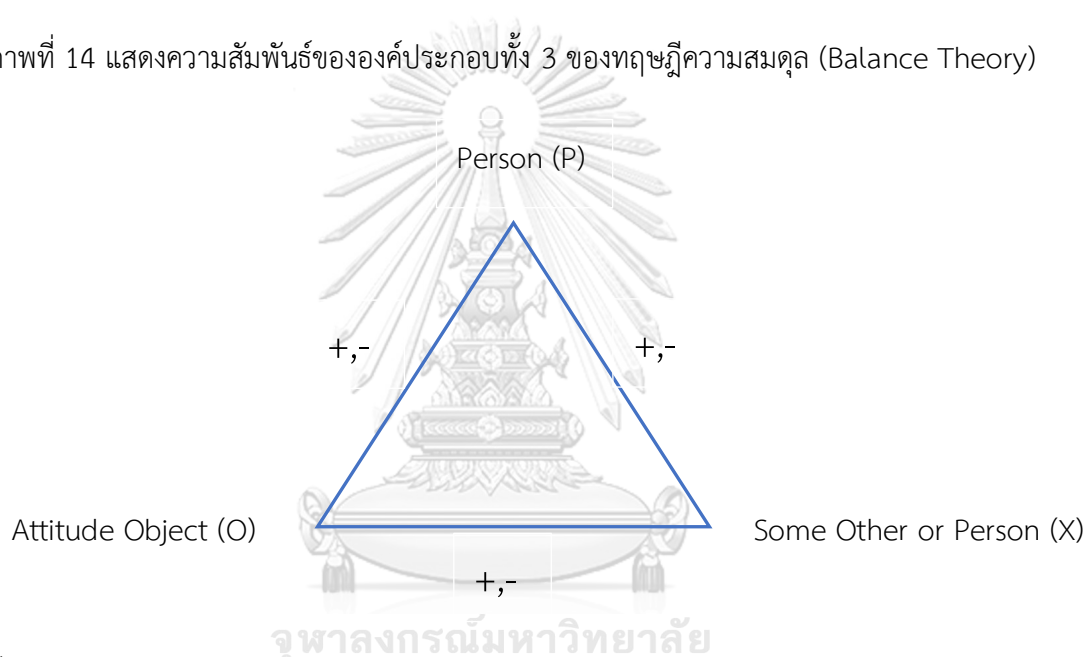 าพที่ 14 แสดงความสัมพันธ์ขององค์ประกอบทั้ง 3 ของทฤษฎีความสมดุล (Balance Theory)
Person (P)
+,- +,-
Attitude Object (O) Some Other or Person (X)
+,-
จุฬาลงกรณ์มหาวิทยาลัย